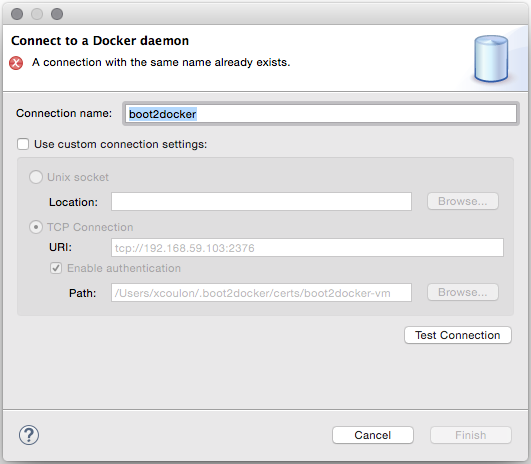 Connect to a Docker daemon
A connection with the same name already exists.
Connection name: boot2docker
Use custom connection settings:
Unix socket
Location: Browse...
TCP Connection
URI: tcp://192.168.59.103:2376
Enable authentication
Path: /Users/xcoulon/.boot2docker/certs/boot2docker-vm Browse...
Test Connection
? Cancel Finish